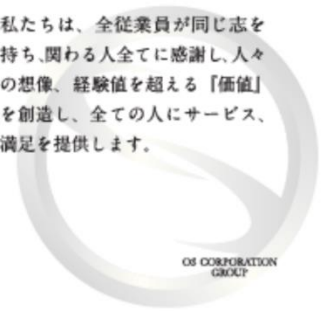 私たちは、全従業員が同じ志を
持ち、関わる人全てに感謝し、人々
の想像、経験値を超える『価値』
を創造し、全ての人にサービス、
満足を提供します。
OS CORPORATION
GROUP